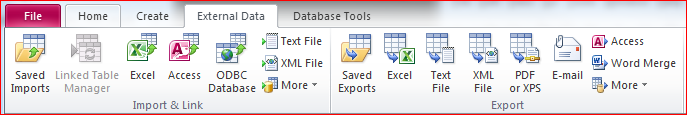 File Home Create External Data Database Tools
Saved Imports
Linked Table Manager
Excel
Access
ODBC Database
Text File
XML File
More
Import & Link
Saved Exports
Excel
Text File
XML File
PDF or XPS
E-mail
Access
Word Merge
More
Export